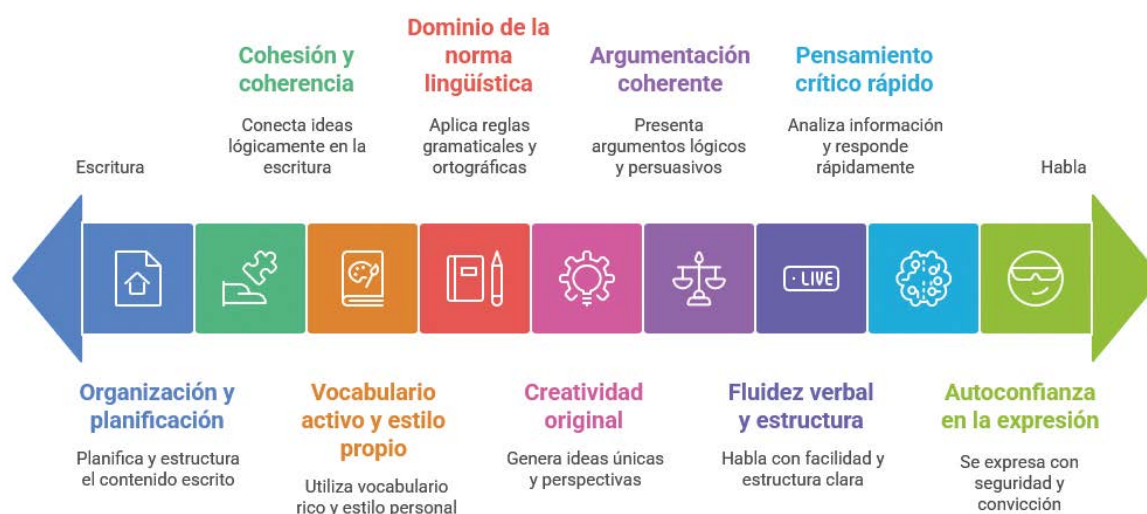 Escritura
Cohesión y
coherencia
Conecta ideas
lógicamente en la
escritura
Dominio de la
norma
lingüística
Aplica reglas
gramaticales y
ortográficas
Argumentación
coherente
Presenta
argumentos lógicos
y persuasivos
Pensamiento
crítico rápido
Analiza información
y responde
rápidamente
Habla
· LIVE
Organización y
planificación
Planifica y estructura
el contenido escrito
Vocabulario
activo y estilo
propio
Utiliza vocabulario
rico y estilo personal
Creatividad
original
Genera ideas únicas
y perspectivas
Fluidez verbal
y estructura
Habla con facilidad y
estructura clara
Autoconfianza
en la expresión
Se expresa con
seguridad y
convicción